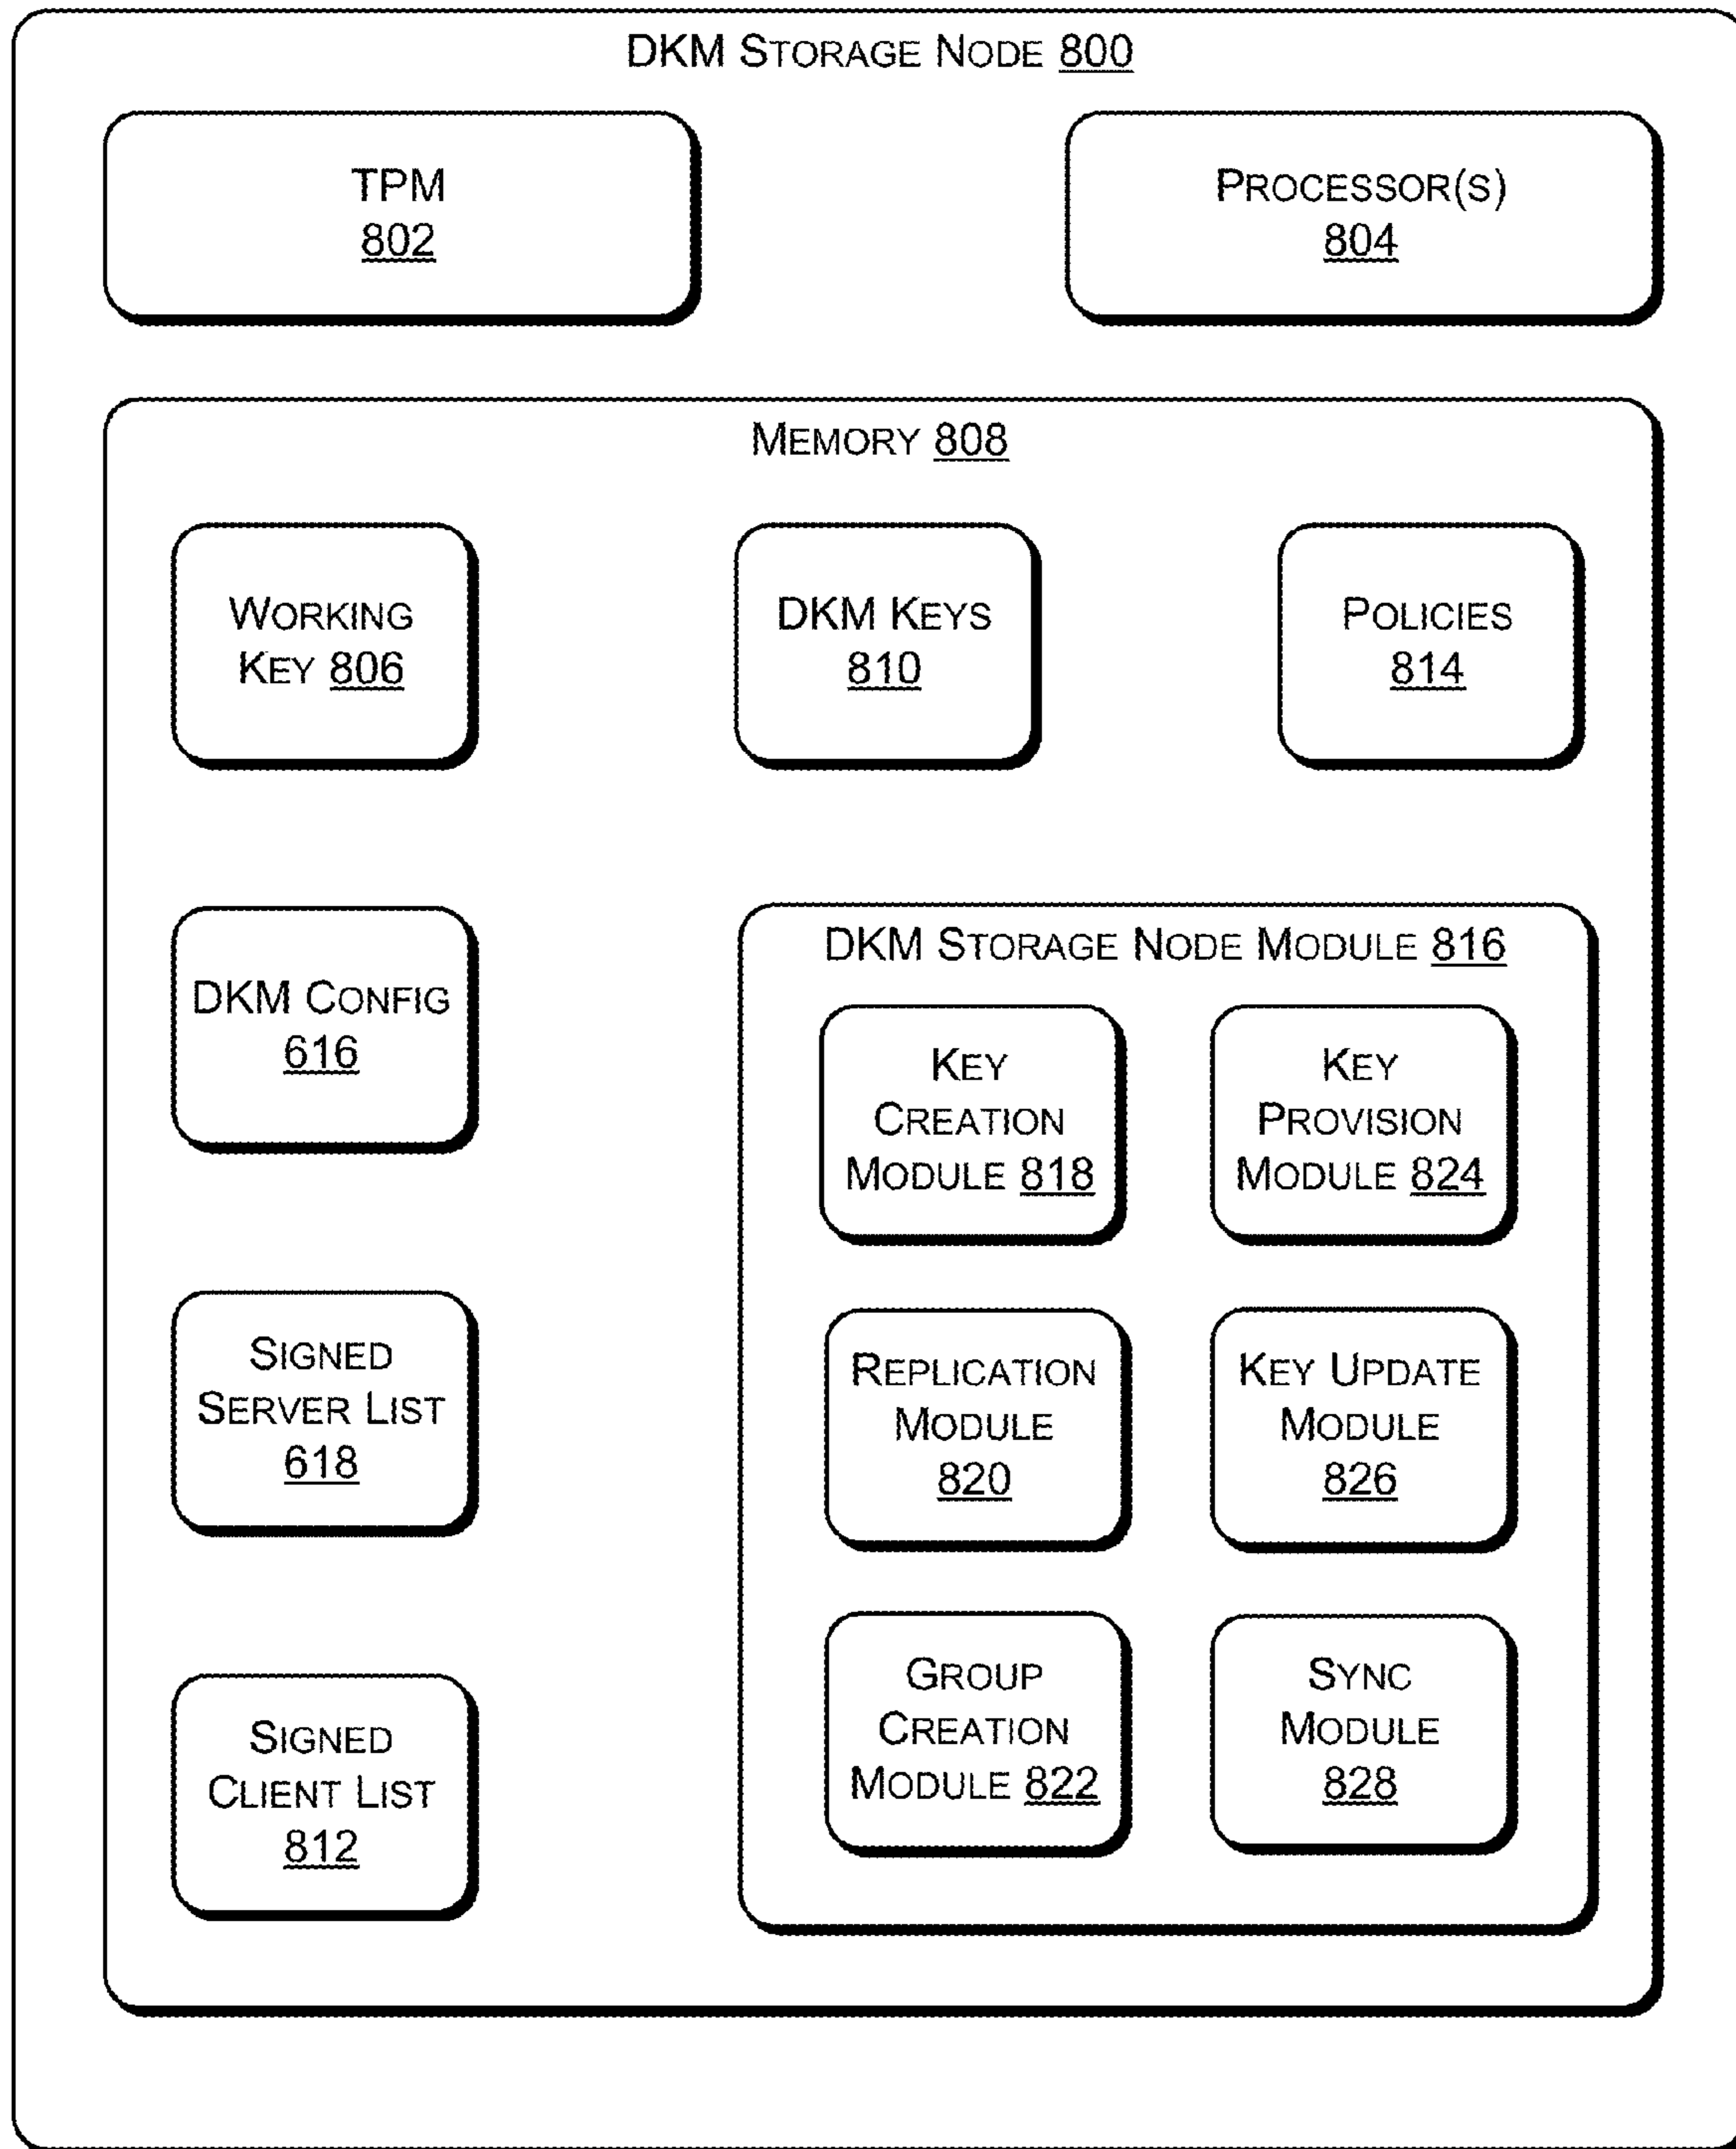 DKM STORAGE NODE 800
TPM
802
PROCESSOR(S)
804
MEMORY 808
WORKING
KEY 806
DKM KEYS
810
POLICIES
814
DKM CONFIG
616
SIGNED
SERVER LIST
618
SIGNED
CLIENT LIST
812
DKM STORAGE NODE MODULE 816
KEY
CREATION
MODULE 818
KEY
PROVISION
MODULE 824
REPLICATION
MODULE
820
KEY UPDATE
MODULE
826
GROUP
CREATION
MODULE 822
SYNC
MODULE
828